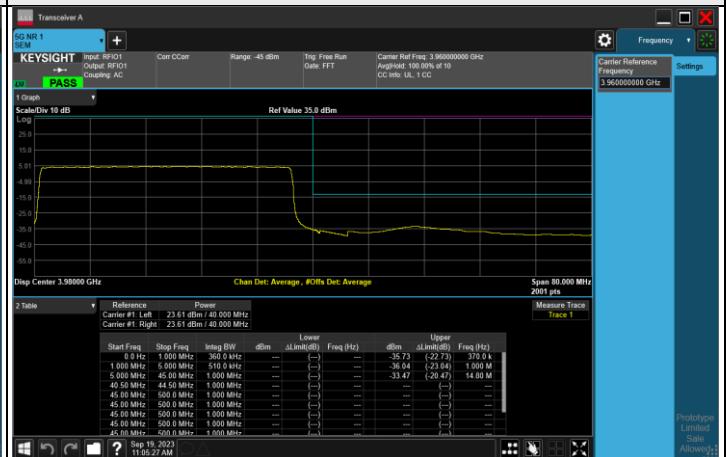 Transceiver A
5G NR 1
SEM
+
Frequency
KEYSIGHT
Input: RFIO1
Output: RFIO1
Coupling: AC
Corr CCorr
Range: -45 dBm
Trig: Free Run
Gate: FFT
Carrier Ref Freq: 3.960000000 GHz
Avg|Hold: 100.00% of 10
CC Info: UL, 1 CC
PASS
Carrier Reference
Frequency
3.960000000 GHz
Settings
1 Graph
Scale/Div 10 dB
Ref Value 35.0 dBm
Log
25.0
15.0
5.01
-4.99
-15.0
-25.0
-35.0
-45.0
-55.0
Disp Center 3.98000 GHz
Chan Det: Average, #Offs Det: Average
Span 80.000 MHz
2001 pts
2 Table
Reference Power
Carrier #1: Left 23.61 dBm / 40.000 MHz
Carrier #1: Right 23.61 dBm / 40.000 MHz
Measure Trace
Trace 1
Lower Upper
Start Freq Stop Freq Integ BW dBm ΔLimit(dB) Freq (Hz) dBm ΔLimit(dB) Freq (Hz)
0.0 Hz 1.000 MHz 360.0 kHz --- (---) --- -35.73 (-22.73) 370.0 k
1.000 MHz 5.000 MHz 510.0 kHz --- (---) --- -36.04 (-23.04) 1.000 M
5.000 MHz 45.00 MHz 1.000 MHz --- (---) --- -33.47 (-20.47) 14.80 M
40.50 MHz 44.50 MHz 1.000 MHz --- (---) --- --- (---) ---
45.00 MHz 500.0 MHz 1.000 MHz --- (---) --- --- (---) ---
45.00 MHz 500.0 MHz 1.000 MHz --- (---) --- --- (---) ---
45.00 MHz 500.0 MHz 1.000 MHz --- (---) --- --- (---) ---
45.00 MHz 500.0 MHz 1.000 MHz --- (---) --- --- (---) ---
Sep 19, 2023
11:05:27 AM
?
Prototype
Limited
Sale
Allowed